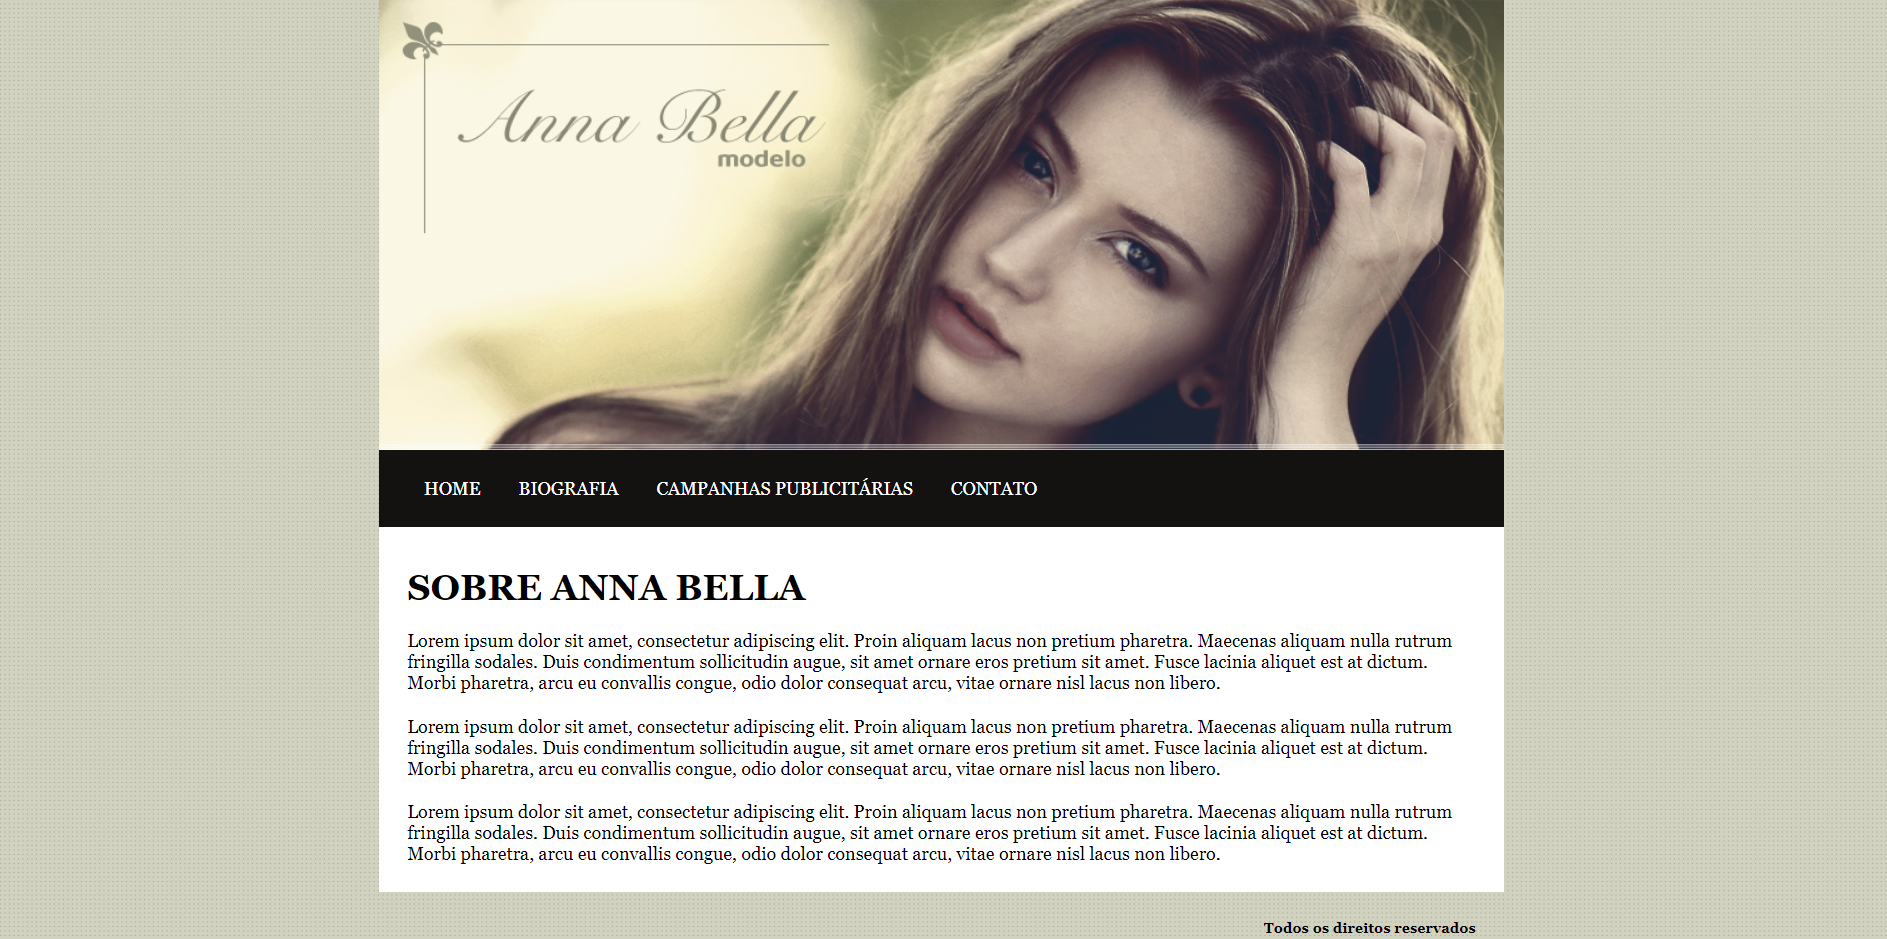 Anna Bella
modelo
HOME BIOGRAFIA CAMPANHAS PUBLICITÁRIAS CONTATO
SOBRE ANNA BELLA
Lorem ipsum dolor sit amet, consectetur adipiscing elit. Proin aliquam lacus non pretium pharetra. Maecenas aliquam nulla rutrum
fringilla sodales. Duis condimentum sollicitudin augue, sit amet ornare eros pretium sit amet. Fusce lacinia aliquet est at dictum.
Morbi pharetra, arcu eu convallis congue, odio dolor consequat arcu, vitae ornare nisl lacus non libero.
Lorem ipsum dolor sit amet, consectetur adipiscing elit. Proin aliquam lacus non pretium pharetra. Maecenas aliquam nulla rutrum
fringilla sodales. Duis condimentum sollicitudin augue, sit amet ornare eros pretium sit amet. Fusce lacinia aliquet est at dictum.
Morbi pharetra, arcu eu convallis congue, odio dolor consequat arcu, vitae ornare nisl lacus non libero.
Lorem ipsum dolor sit amet, consectetur adipiscing elit. Proin aliquam lacus non pretium pharetra. Maecenas aliquam nulla rutrum
fringilla sodales. Duis condimentum sollicitudin augue, sit amet ornare eros pretium sit amet. Fusce lacinia aliquet est at dictum.
Morbi pharetra, arcu eu convallis congue, odio dolor consequat arcu, vitae ornare nisl lacus non libero.
Todos os direitos reservados